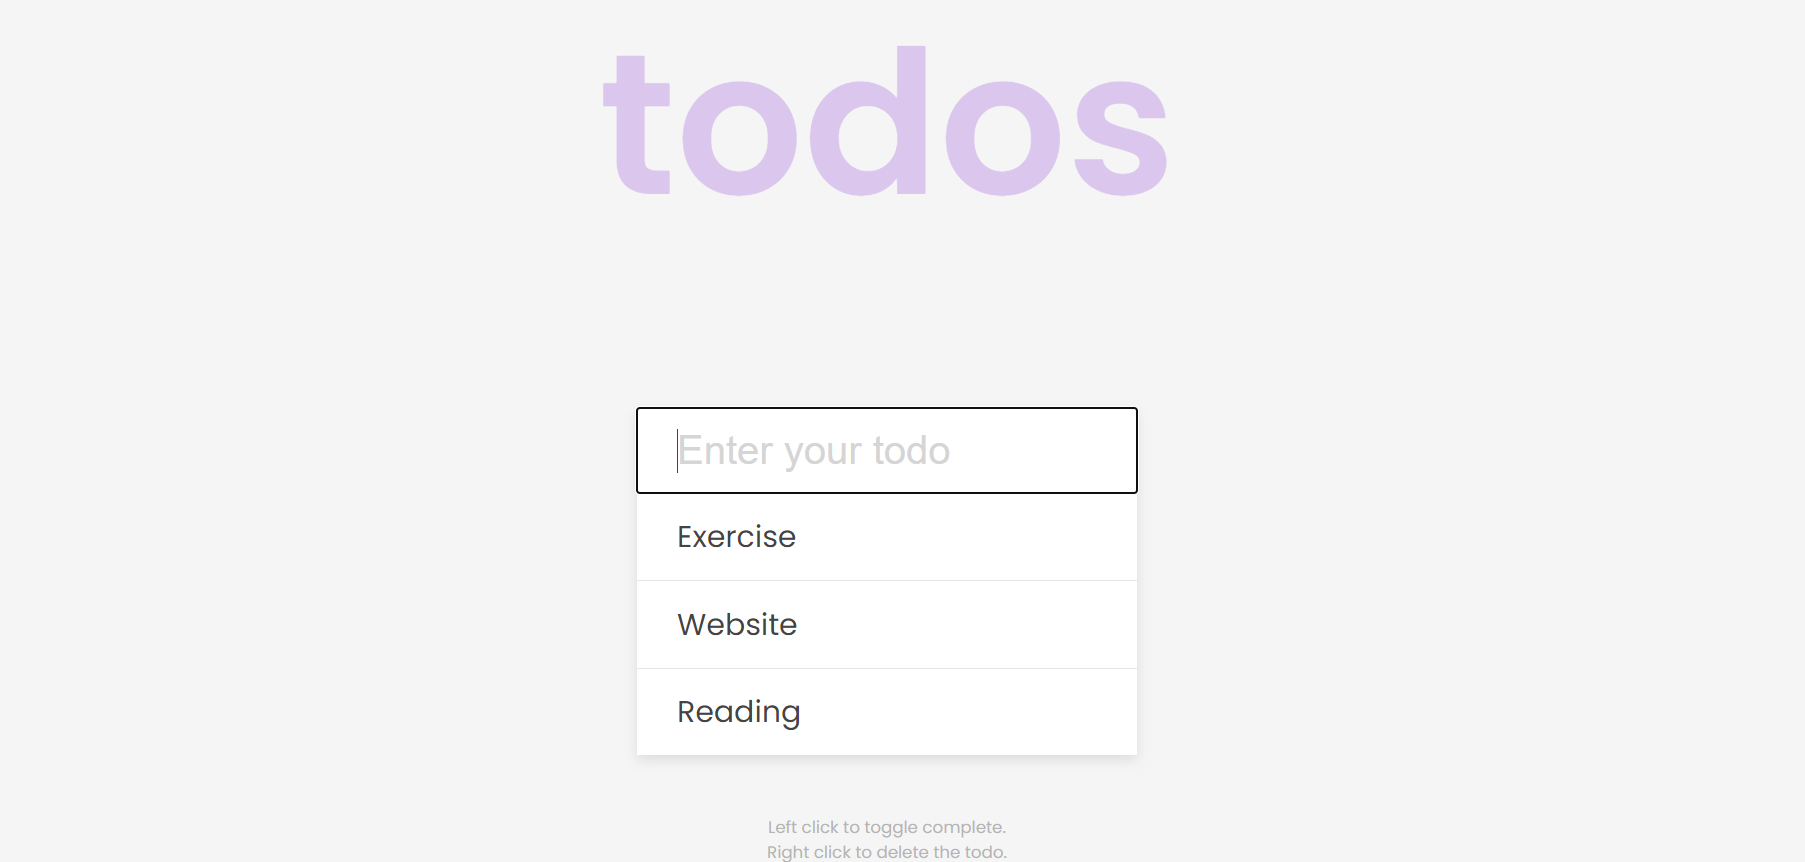 todos
Enter your todo
Exercise
Website
Reading
Left click to toggle complete.
Right click to delete the todo.